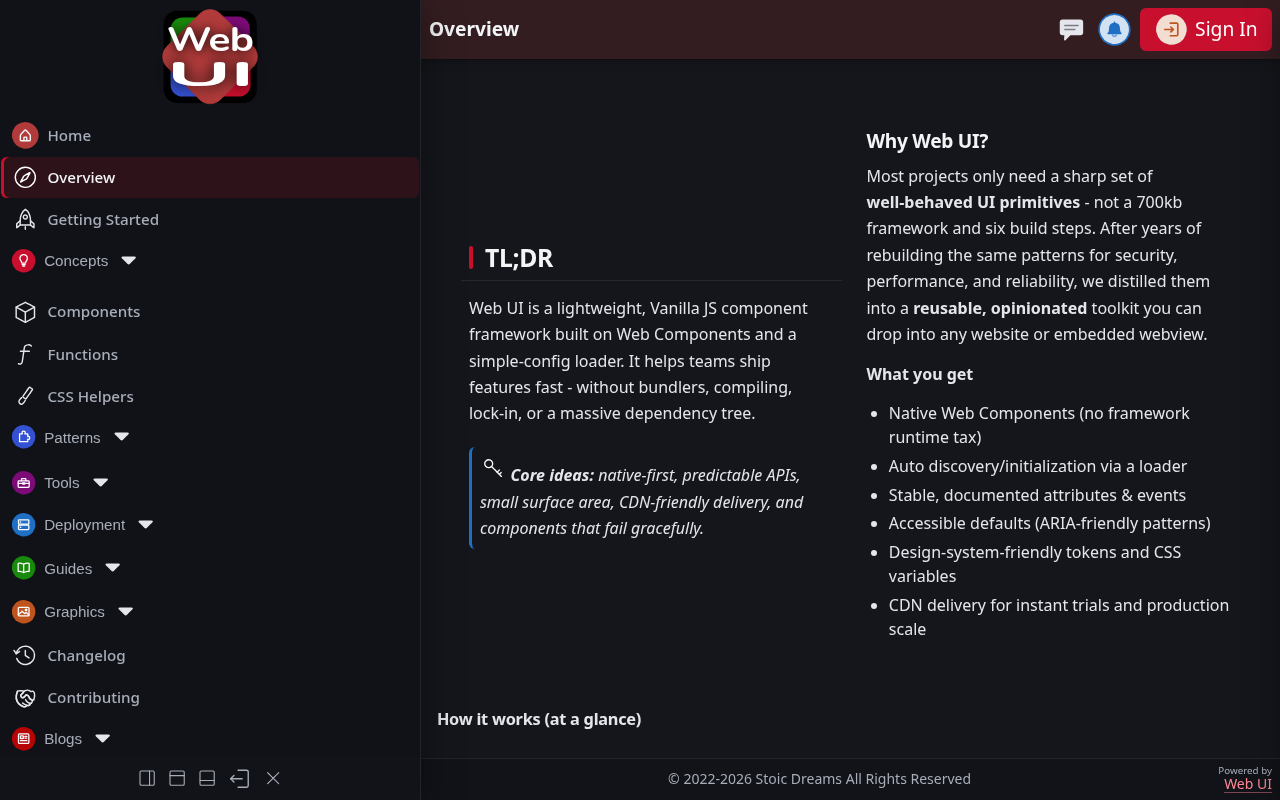 Web
UI
Home
Overview
Getting Started
Concepts
Components
Functions
CSS Helpers
Patterns
Tools
Deployment
Guides
Graphics
Changelog
Contributing
Blogs
Overview
Sign In
TL;DR
Web UI is a lightweight, Vanilla JS component
framework built on Web Components and a
simple-config loader. It helps teams ship
features fast - without bundlers, compiling,
lock-in, or a massive dependency tree.
Core ideas: native-first, predictable APIs,
small surface area, CDN-friendly delivery, and
components that fail gracefully.
Why Web UI?
Most projects only need a sharp set of
well-behaved UI primitives - not a 700kb
framework and six build steps. After years of
rebuilding the same patterns for security,
performance, and reliability, we distilled them
into a reusable, opinionated toolkit you can
drop into any website or embedded webview.
What you get
Native Web Components (no framework
runtime tax)
Auto discovery/initialization via a loader
Stable, documented attributes & events
Accessible defaults (ARIA-friendly patterns)
Design-system-friendly tokens and CSS
variables
CDN delivery for instant trials and production
scale
How it works (at a glance)
© 2022-2026 Stoic Dreams All Rights Reserved
Powered by
Web UI